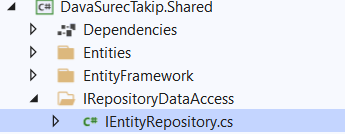 DavaSurecTakip.Shared
Dependencies
Entities
EntityFramework
IRepositoryDataAccess
C# IEntityRepository.cs